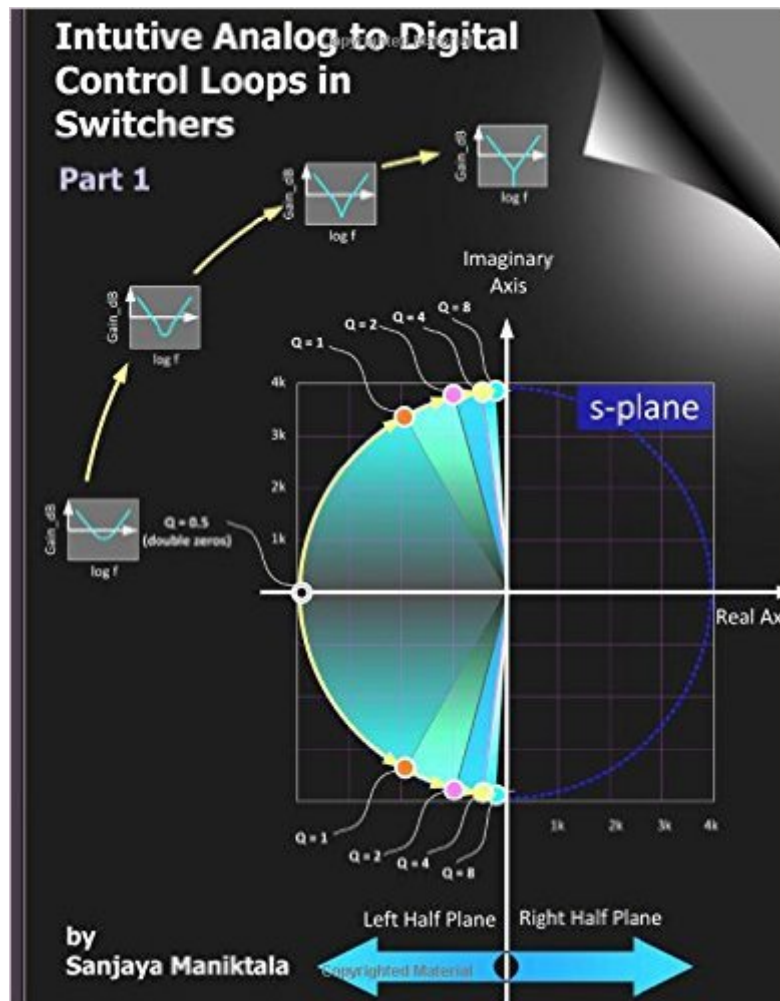 Intutive Analog to Digital
Copyrighted Material
Control Loops in
Switchers
Part 1
Gain_dB
log f
Gain_dB
log f
Gain_dB
log f
Gain_dB
log f
Imaginary
Axis
Q = 8
Q = 4
Q = 2
Q = 1
4k
s-plane
3k
2k
1k
Q = 0.5
(double zeros)
Real Ax
Q = 1
Q = 2
Q = 4
Q = 8
1k
2k
3k
4k
Left Half Plane
Right Half Plane
by
Sanjaya Maniktala
Copyrighted Material